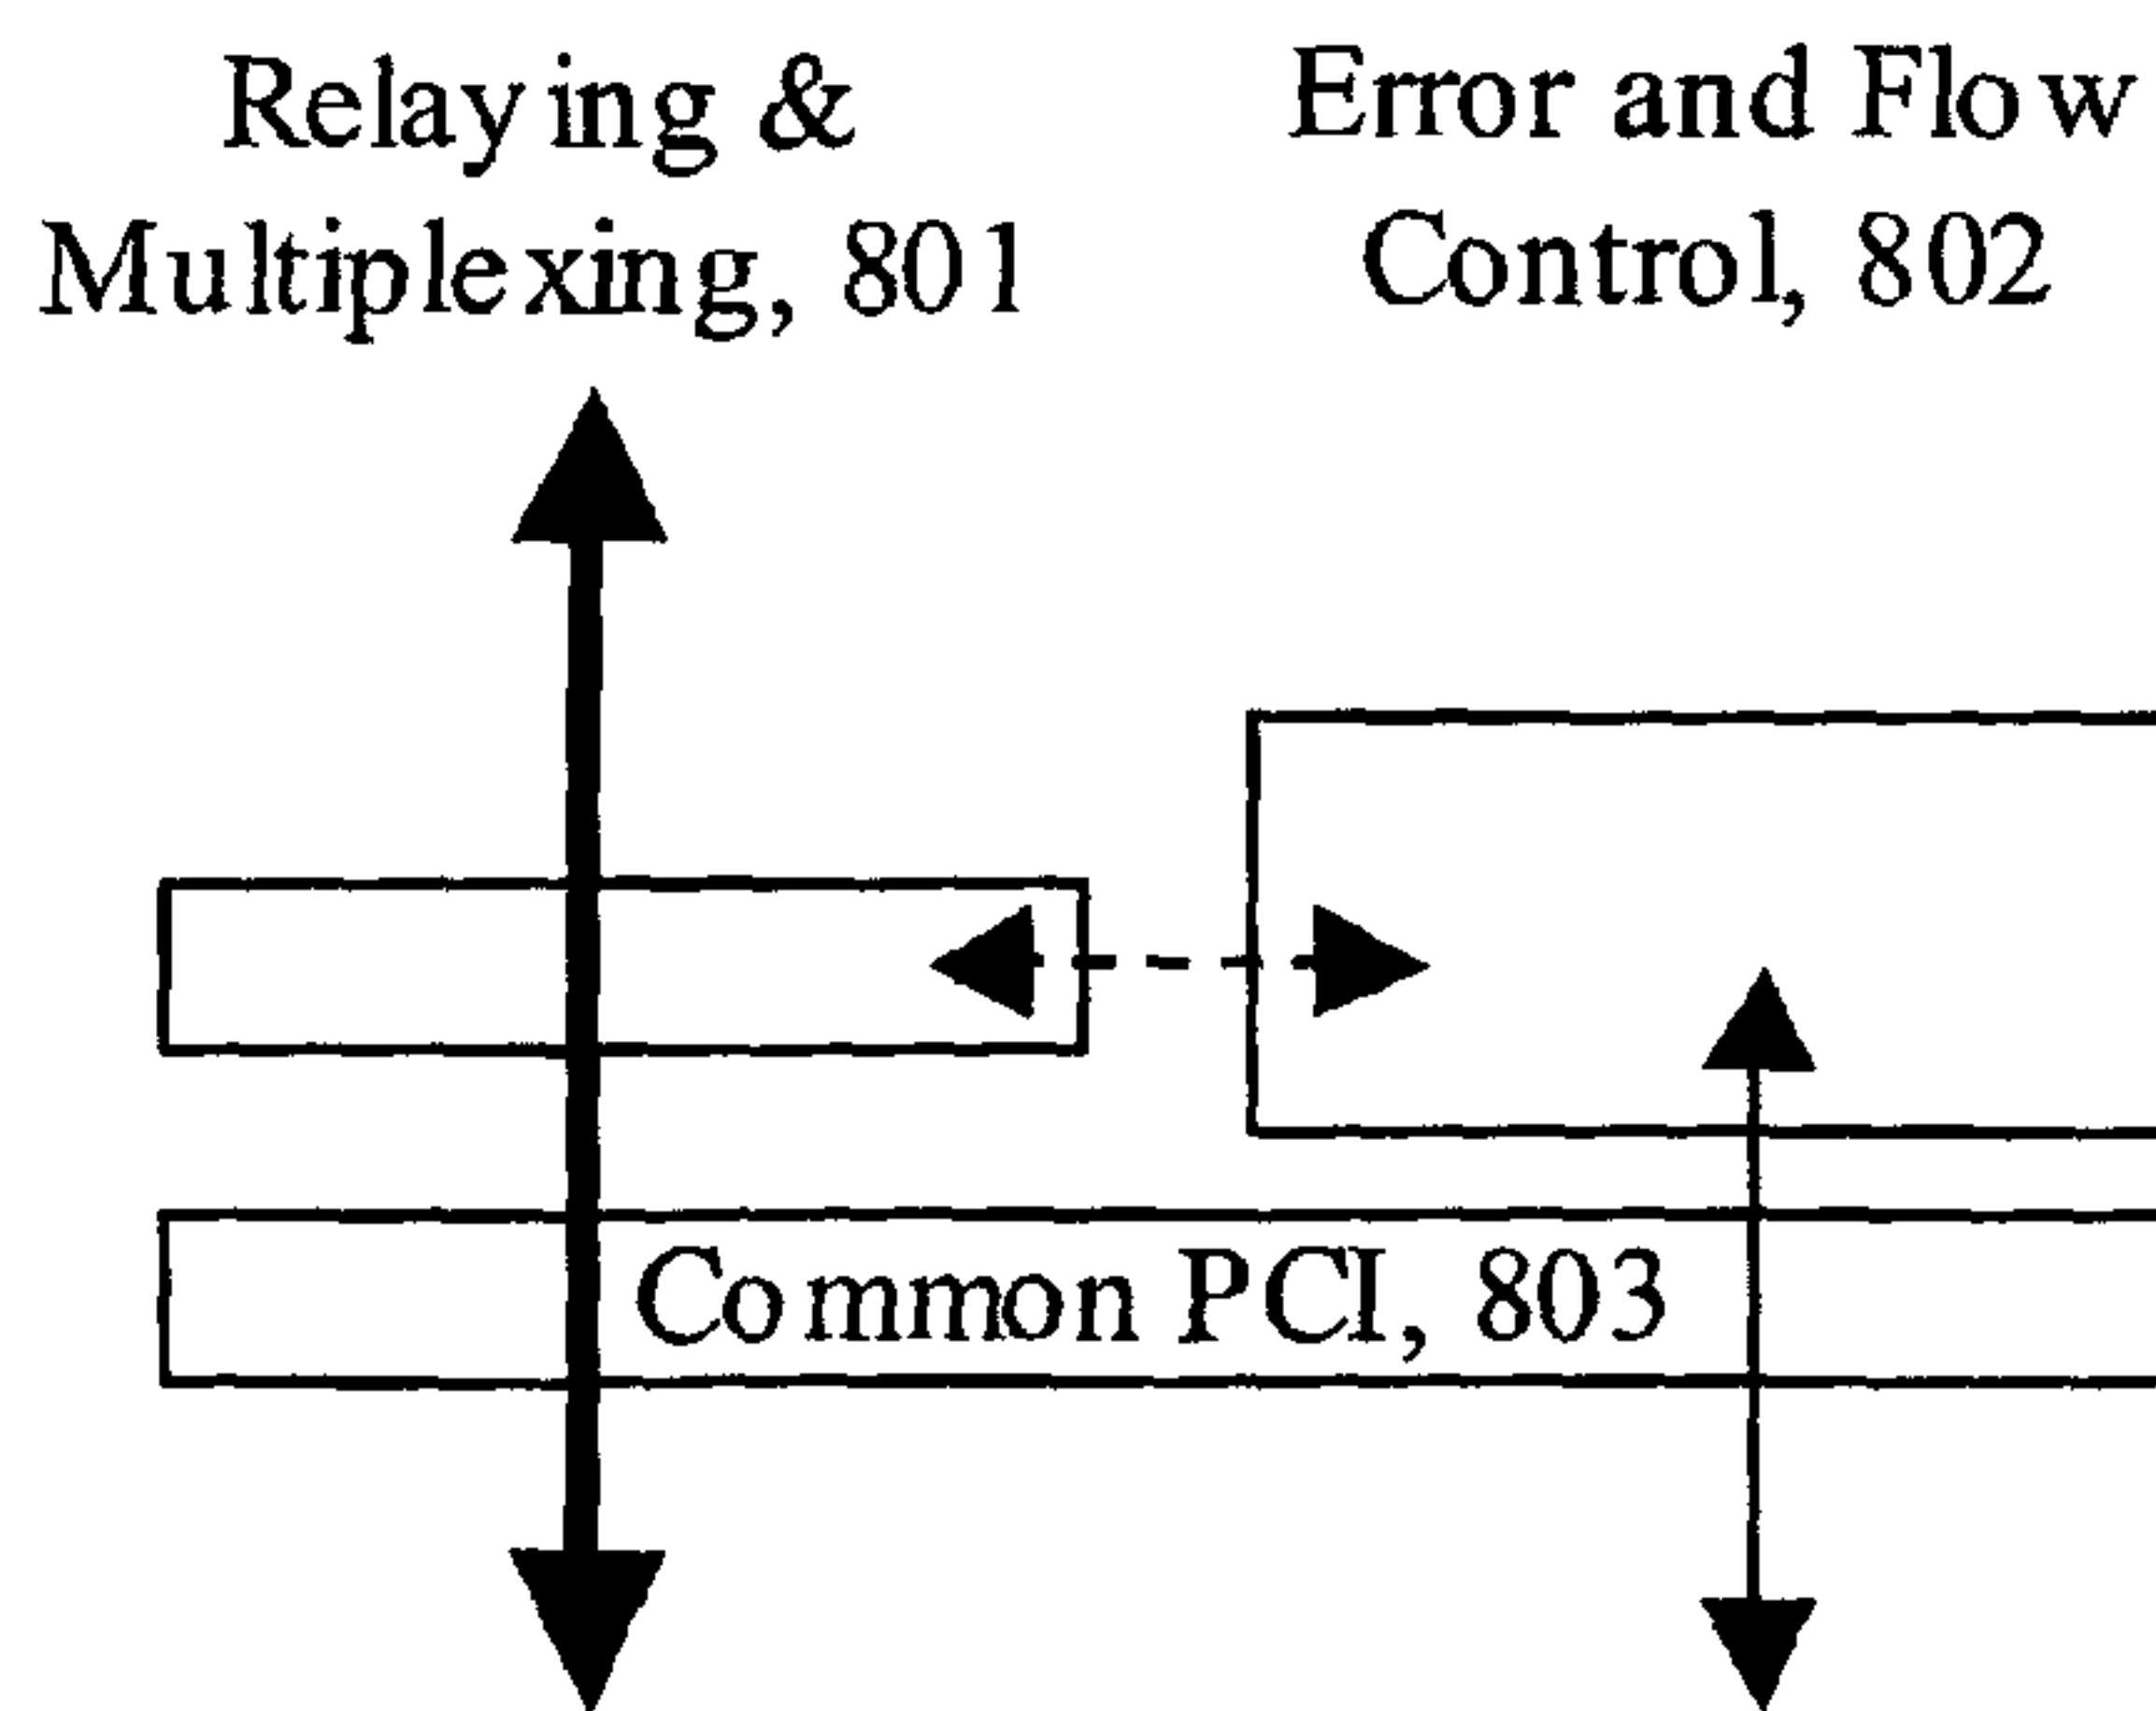 Relaying &
Multiplexing, 801
Error and Flow
Control, 802
Common PCI, 803